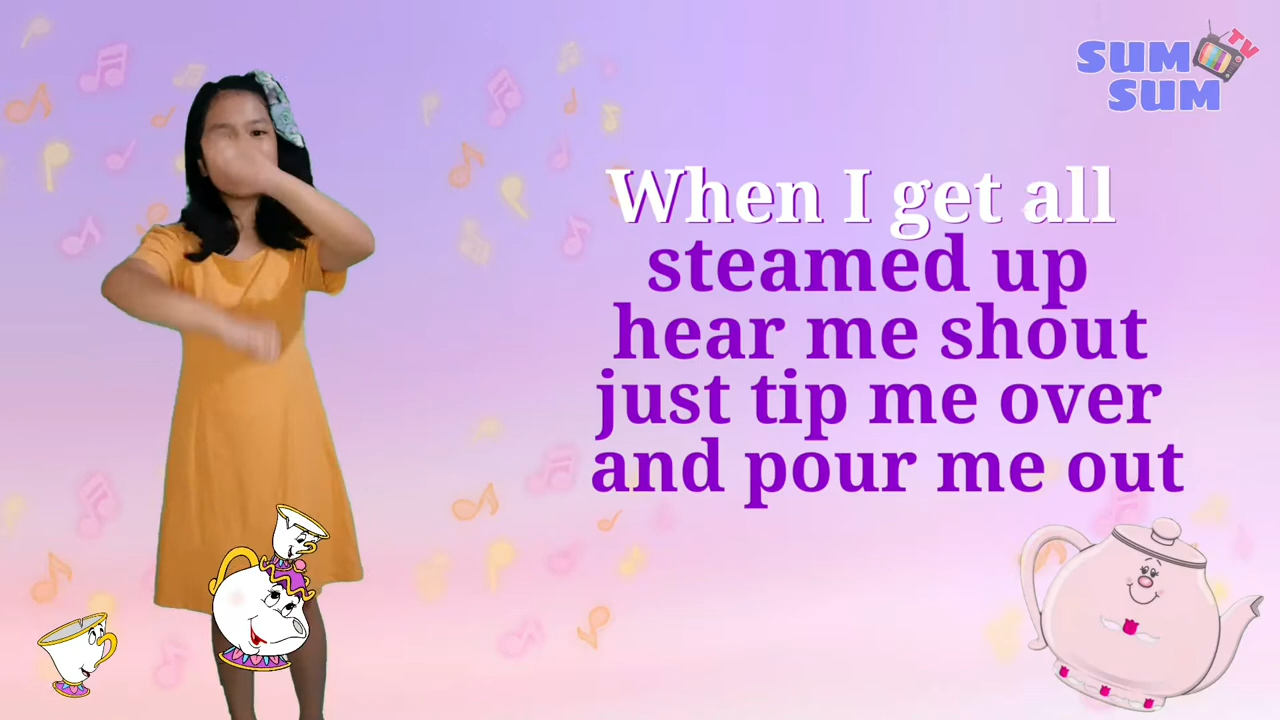 SUM TV
SUM
When I get all
steamed up
hear me shout
just tip me over
and pour me out